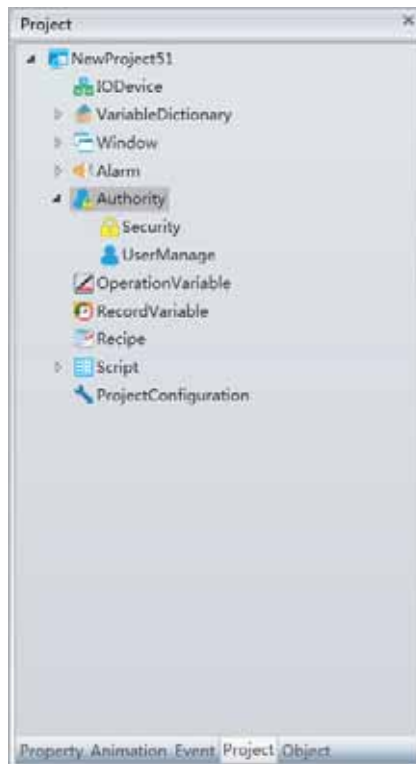 Project
NewProject51
IODevice
VariableDictionary
Window
Alarm
Authority
Security
UserManage
OperationVariable
RecordVariable
Recipe
Script
ProjectConfiguration
Property Animation Event Project Object